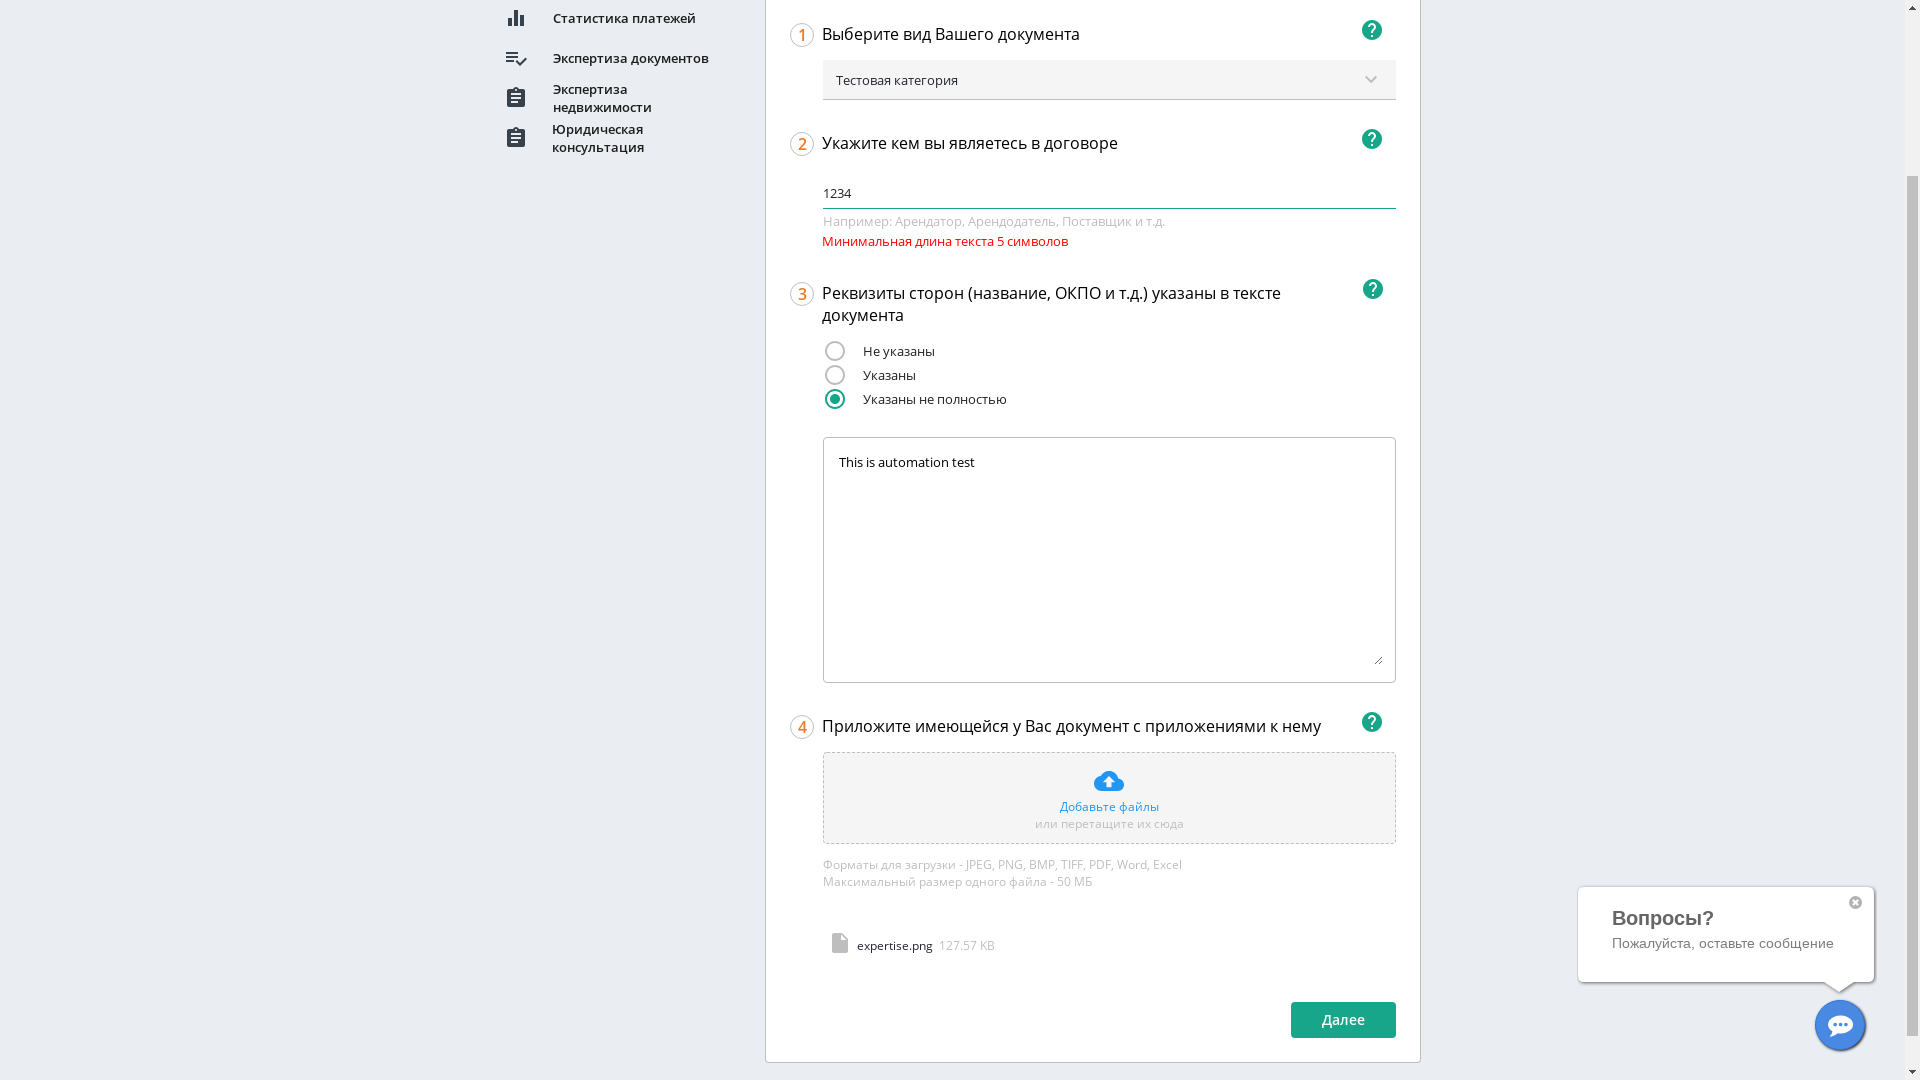 Статистика платежей
Экспертиза документов
Экспертиза
недвижимости
Юридическая
консультация
1 Выберите вид Вашего документа ?
Тестовая категория
2 Укажите кем вы являетесь в договоре ?
1234
Например: Арендатор, Арендодатель, Поставщик и т.д.
Минимальная длина текста 5 символов
3 Реквизиты сторон (название, ОКПО и т.д.) указаны в тексте ?
документа
Не указаны
Указаны
Указаны не полностью
This is automation test
4 Приложите имеющейся у Вас документ с приложениями к нему ?
Добавьте файлы
или перетащите их сюда
Форматы для загрузки - JPEG, PNG, BMP, TIFF, PDF, Word, Excel
Максимальный размер одного файла - 50 МБ
expertise.png 127.57 KB
Далее
Вопросы?
Пожалуйста, оставьте сообщение